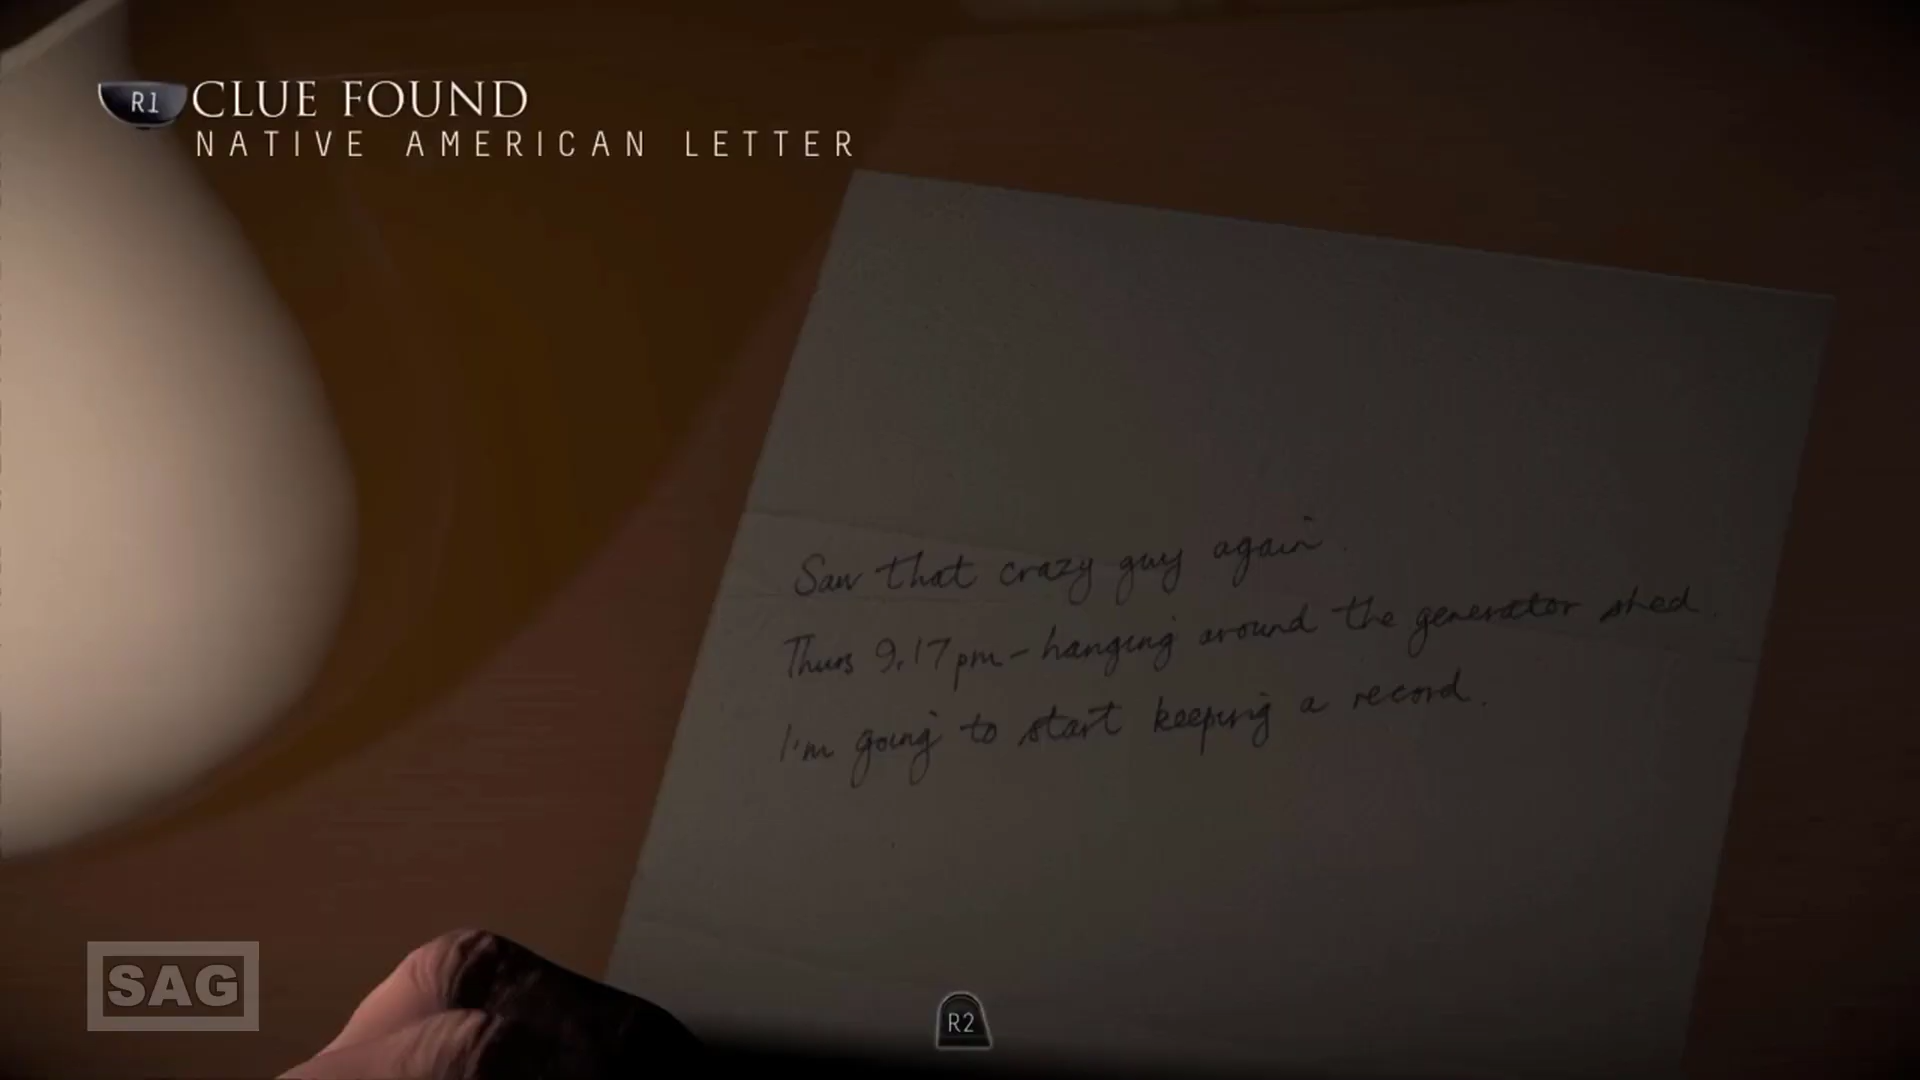 R1 CLUE FOUND
NATIVE AMERICAN LETTER
Saw that crazy guy again.
Thurs 9.17pm - hanging around the generator shed.
I'm going to start keeping a record.
SAG
R2